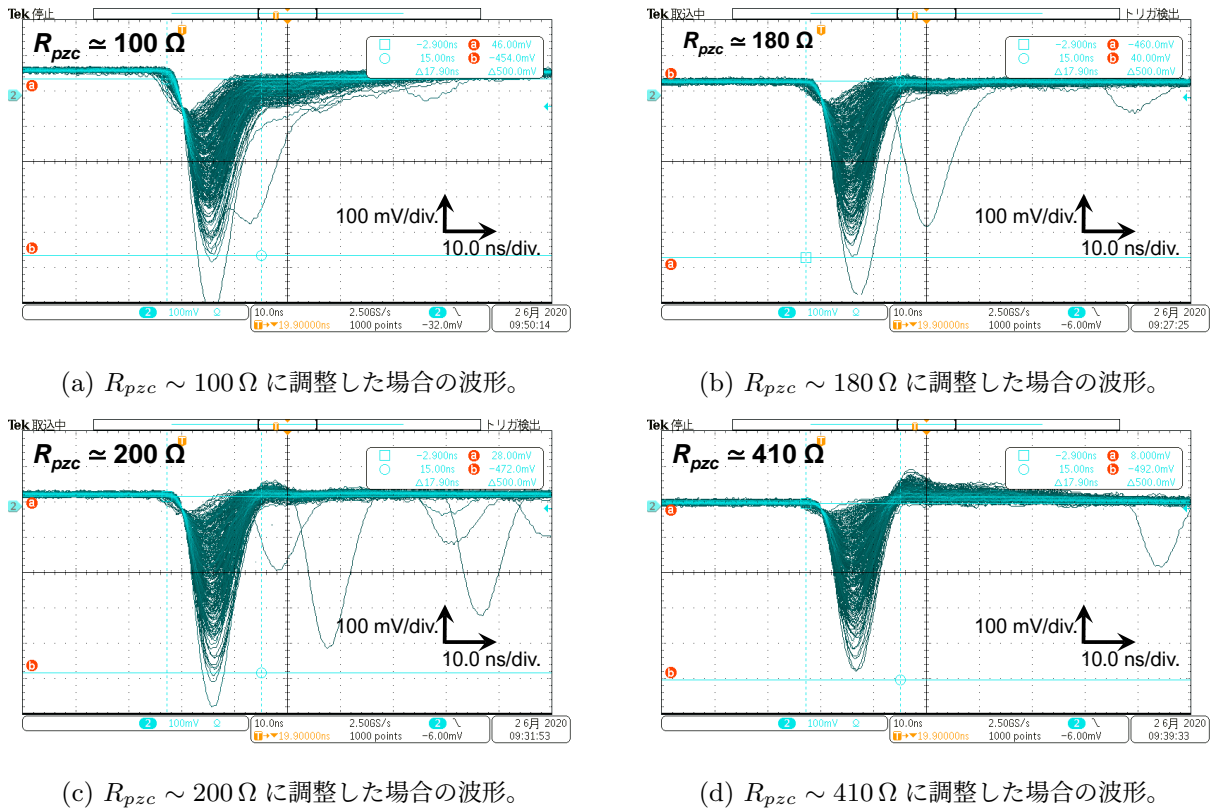 Tek 停止
R_pzc ≃ 100 Ω
-2.900ns a 46.00mV
15.00ns b -454.0mV
Δ17.90ns Δ500.0mV
T
a
2
b
100 mV/div.
10.0 ns/div.
2 100mV Ω
10.0ns 2.50GS/s 2
T→▼19.90000ns 1000 points -32.0mV
2 6月 2020
09:50:14
(a) R_pzc ∼ 100 Ω に調整した場合の波形。
Tek 取込中 トリガ検出
R_pzc ≃ 180 Ω
-2.900ns a -460.0mV
15.00ns b 40.00mV
Δ17.90ns Δ500.0mV
T
b
2
a
100 mV/div.
10.0 ns/div.
2 100mV Ω
10.0ns 2.50GS/s 2
T→▼19.90000ns 1000 points -6.00mV
2 6月 2020
09:27:25
(b) R_pzc ∼ 180 Ω に調整した場合の波形。
Tek 取込中 トリガ検出
R_pzc ≃ 200 Ω
-2.900ns a 28.00mV
15.00ns b -472.0mV
Δ17.90ns Δ500.0mV
T
a
2
b
100 mV/div.
10.0 ns/div.
2 100mV Ω
10.0ns 2.50GS/s 2
T→▼19.90000ns 1000 points -6.00mV
2 6月 2020
09:31:53
(c) R_pzc ∼ 200 Ω に調整した場合の波形。
Tek 停止
R_pzc ≃ 410 Ω
-2.900ns a 8.000mV
15.00ns b -492.0mV
Δ17.90ns Δ500.0mV
T
a
2
b
100 mV/div.
10.0 ns/div.
2 100mV Ω
10.0ns 2.50GS/s 2
T→▼19.90000ns 1000 points -6.00mV
2 6月 2020
09:39:33
(d) R_pzc ∼ 410 Ω に調整した場合の波形。